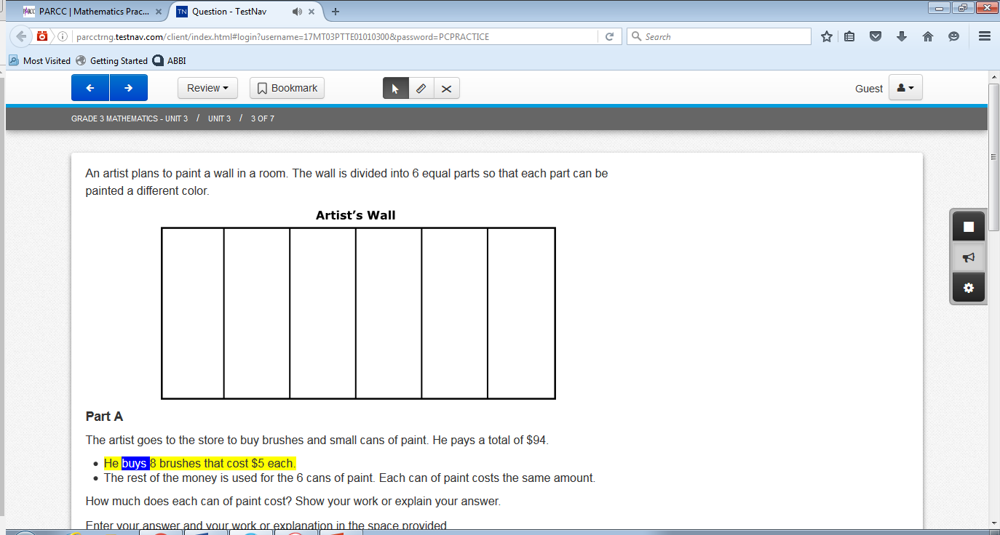 PARCC | Mathematics Prac...
TN Question - TestNav
parcctrng.testnav.com/client/index.html#login?username=17MT03PTTE01010300&password=PCPRACTICE
Search
Most Visited Getting Started ABBI
Review Bookmark Guest
GRADE 3 MATHEMATICS - UNIT 3 / UNIT 3 / 3 OF 7
An artist plans to paint a wall in a room. The wall is divided into 6 equal parts so that each part can be
painted a different color.
Artist's Wall
Part A
The artist goes to the store to buy brushes and small cans of paint. He pays a total of $94.
• He buys 8 brushes that cost $5 each.
• The rest of the money is used for the 6 cans of paint. Each can of paint costs the same amount.
How much does each can of paint cost? Show your work or explain your answer.
Enter your answer and your work or explanation in the space provided